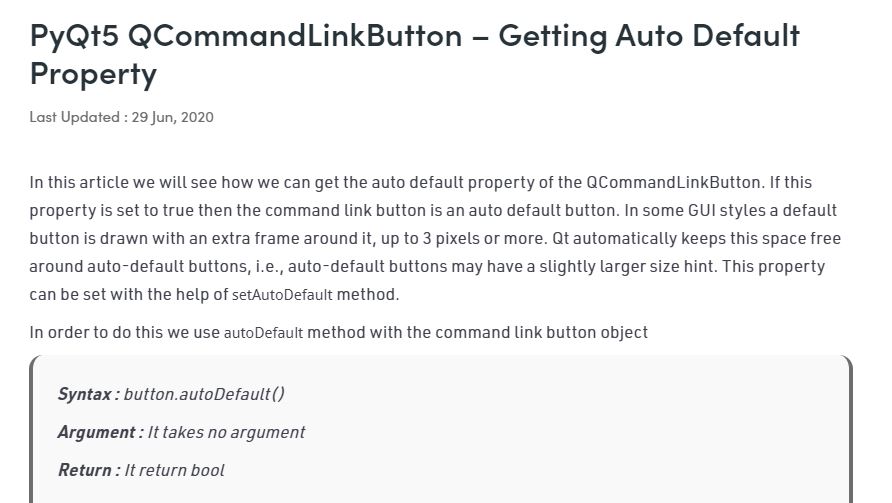 PyQt5 QCommandLinkButton – Getting Auto Default
Property
Last Updated : 29 Jun, 2020
In this article we will see how we can get the auto default property of the QCommandLinkButton. If this
property is set to true then the command link button is an auto default button. In some GUI styles a default
button is drawn with an extra frame around it, up to 3 pixels or more. Qt automatically keeps this space free
around auto-default buttons, i.e., auto-default buttons may have a slightly larger size hint. This property
can be set with the help of setAutoDefault method.
In order to do this we use autoDefault method with the command link button object
Syntax : button.autoDefault()
Argument : It takes no argument
Return : It return bool